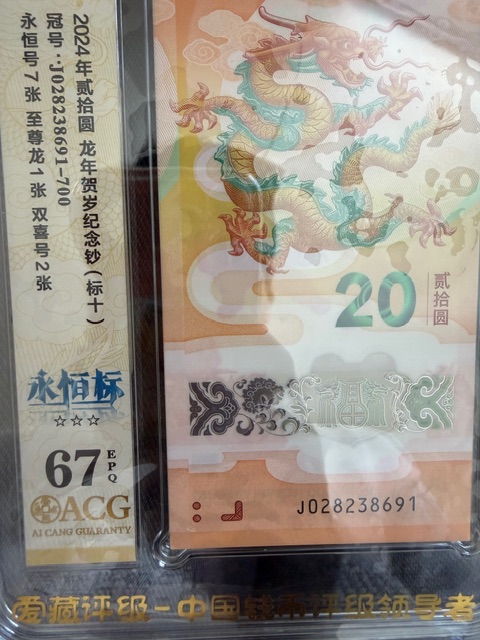 2024年贰拾圆 龙年贺岁纪念钞(标十)
冠号:J028238691-700
永恒号7张 至尊龙1张 双喜号2张
永恒标
☆☆☆
67 EPQ
ACG
AI CANG GUARANTY
20
贰拾圆
J028238691
爱藏评级-中国钱币评级领导者